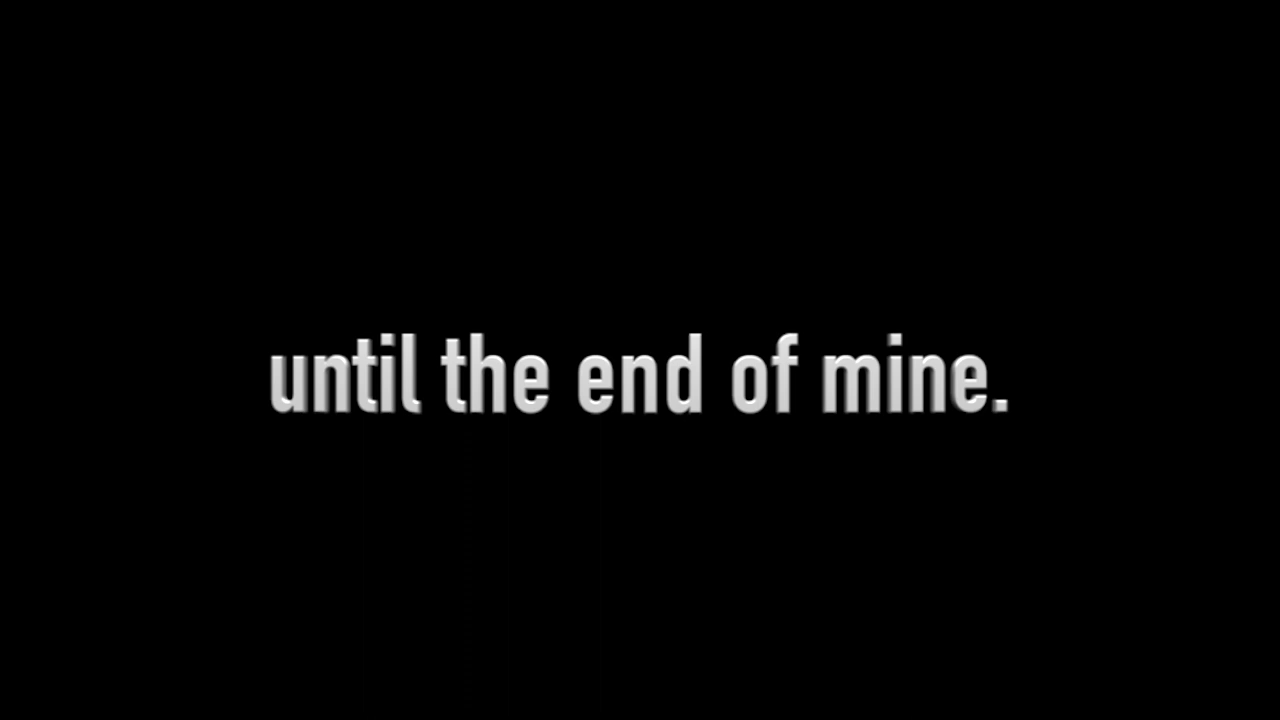 until the end of mine.